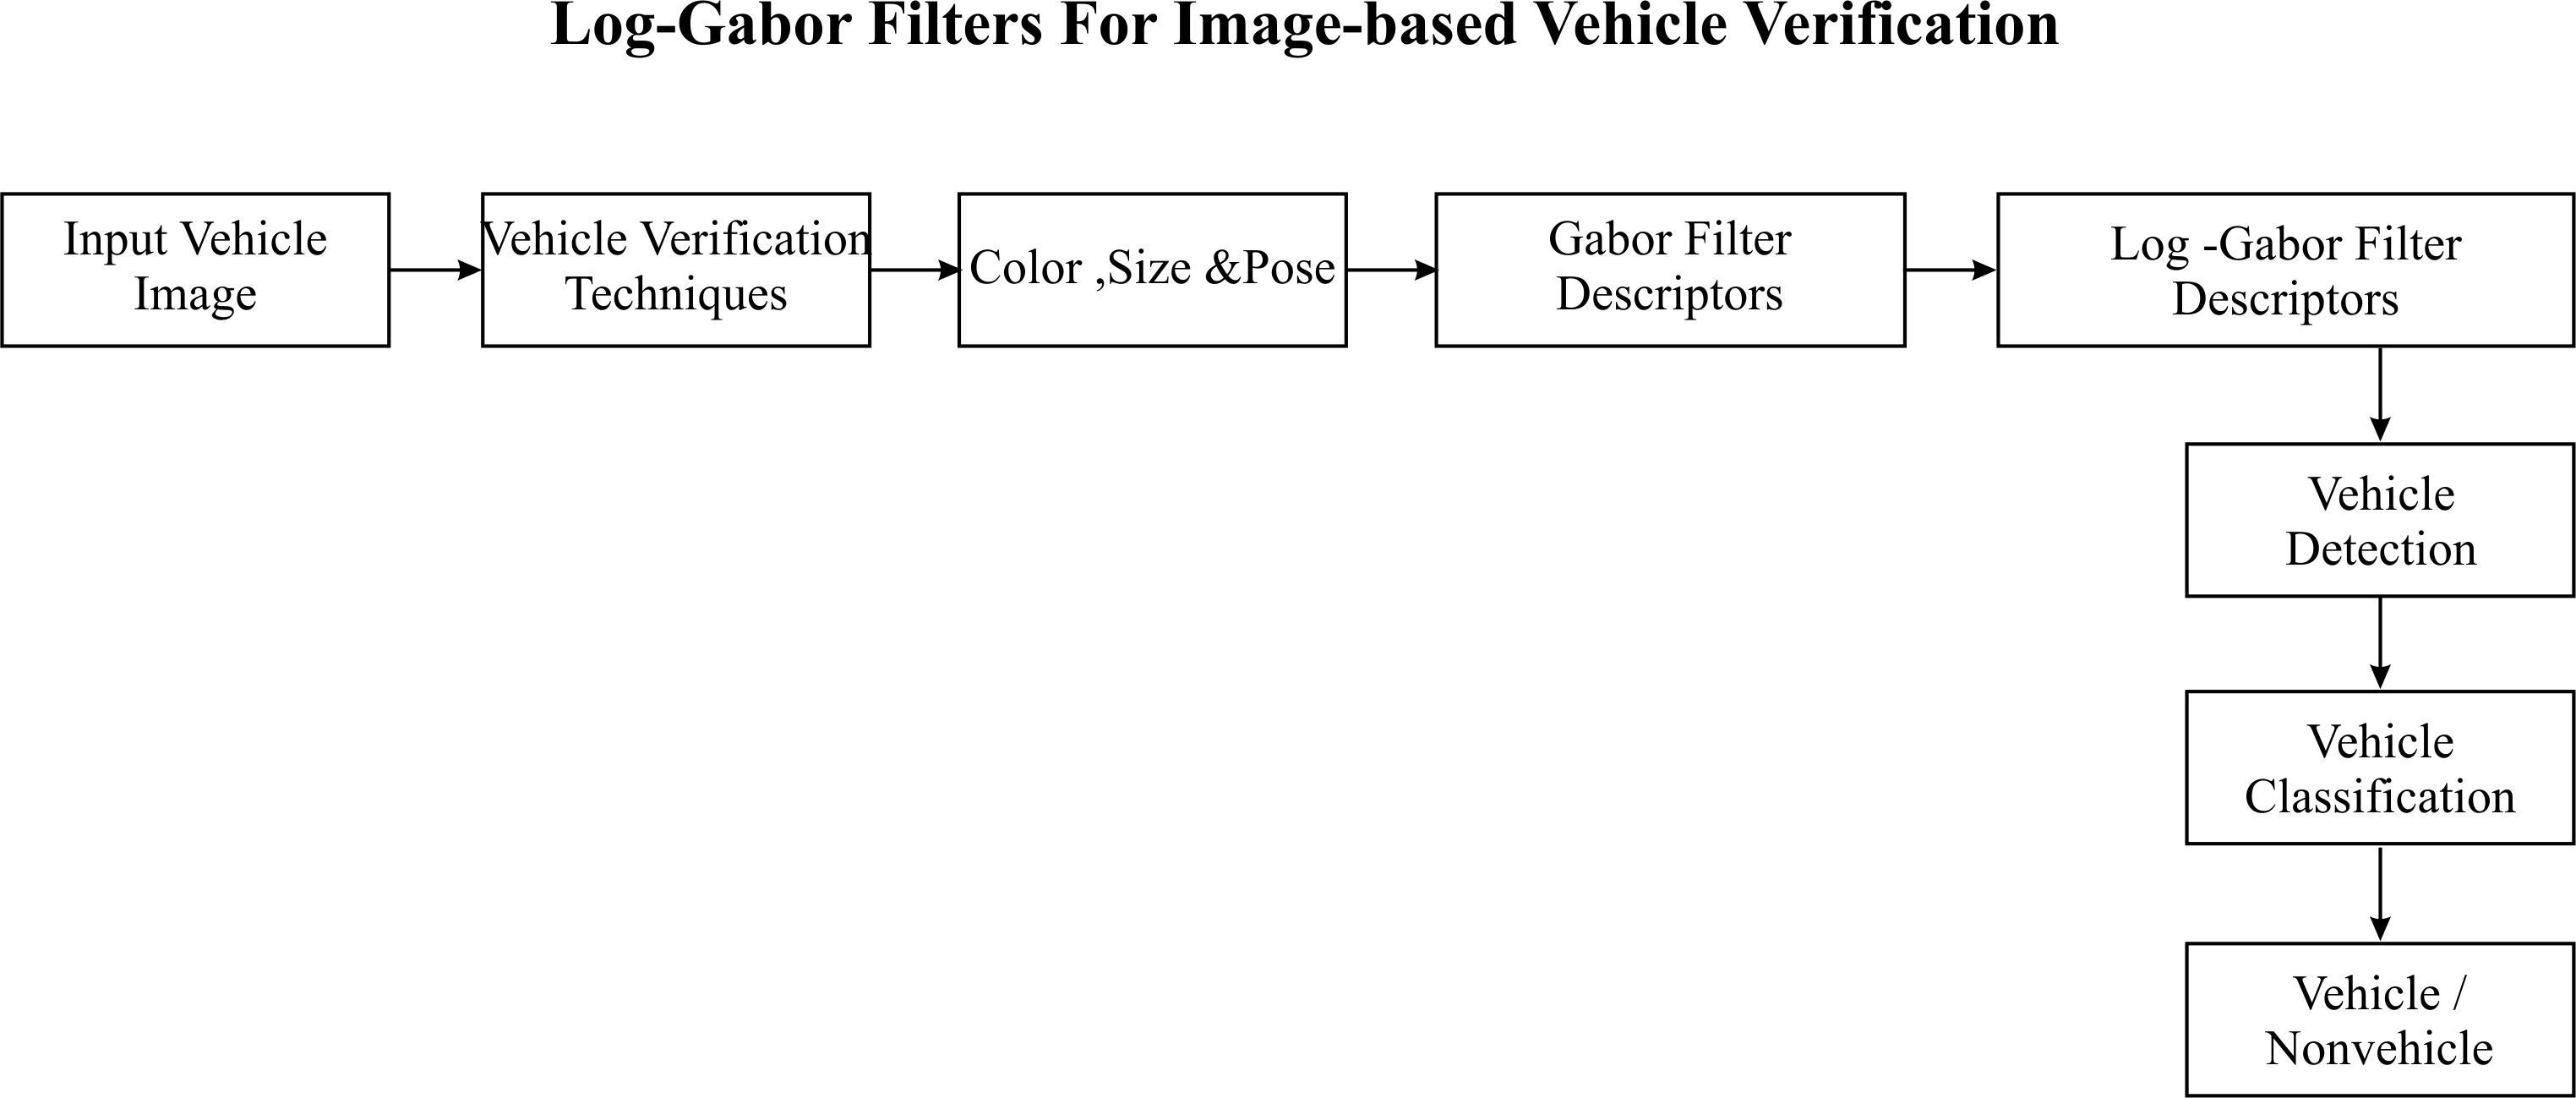 Log-Gabor Filters For Image-based Vehicle Verification
Input Vehicle
Image
Vehicle Verification
Techniques
Color ,Size &Pose
Gabor Filter
Descriptors
Log -Gabor Filter
Descriptors
Vehicle
Detection
Vehicle
Classification
Vehicle /
Nonvehicle